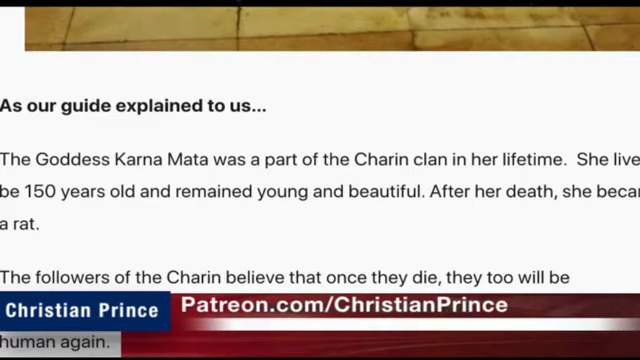 As our guide explained to us...
The Goddess Karna Mata was a part of the Charin clan in her lifetime. She live
be 150 years old and remained young and beautiful. After her death, she becar
a rat.
The followers of the Charin believe that once they die, they too will be
Christian Prince
Patreon.com/ChristianPrince
human again.